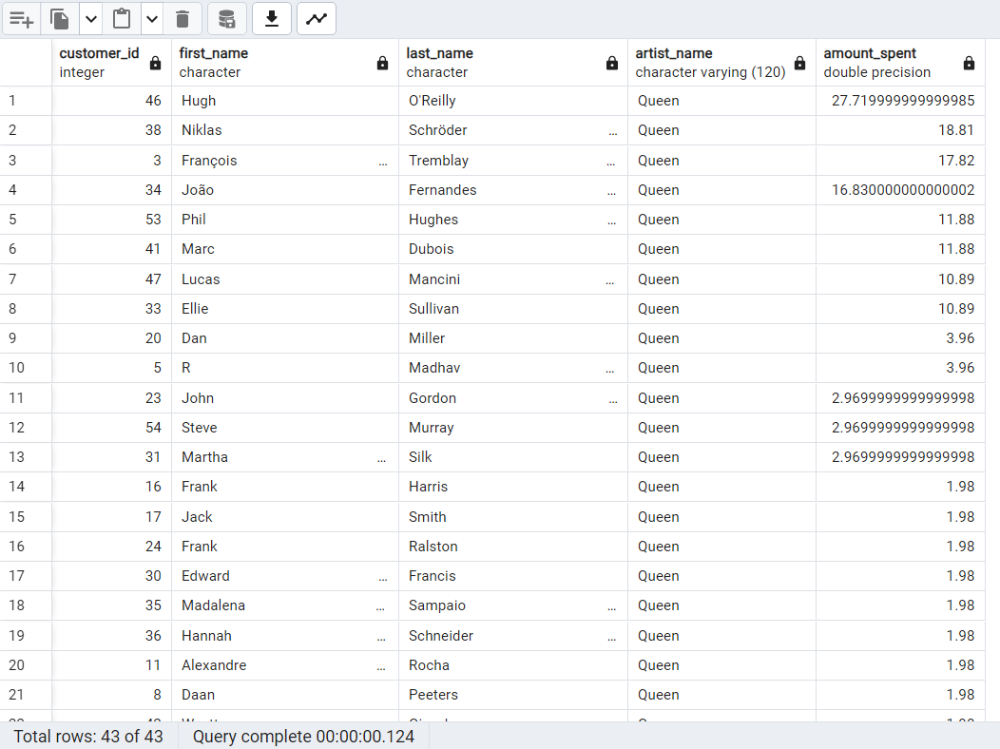 customer_id first_name last_name artist_name amount_spent
integer character character character varying (120) double precision
1 46 Hugh O'Reilly Queen 27.719999999999985
2 38 Niklas Schröder ... Queen 18.81
3 3 François ... Tremblay ... Queen 17.82
4 34 João Fernandes ... Queen 16.830000000000002
5 53 Phil Hughes ... Queen 11.88
6 41 Marc Dubois Queen 11.88
7 47 Lucas Mancini ... Queen 10.89
8 33 Ellie Sullivan Queen 10.89
9 20 Dan Miller Queen 3.96
10 5 R Madhav ... Queen 3.96
11 23 John Gordon ... Queen 2.9699999999999998
12 54 Steve Murray Queen 2.9699999999999998
13 31 Martha ... Silk Queen 2.9699999999999998
14 16 Frank Harris Queen 1.98
15 17 Jack Smith Queen 1.98
16 24 Frank Ralston Queen 1.98
17 30 Edward ... Francis Queen 1.98
18 35 Madalena ... Sampaio ... Queen 1.98
19 36 Hannah ... Schneider ... Queen 1.98
20 11 Alexandre ... Rocha Queen 1.98
21 8 Daan Peeters Queen 1.98
Total rows: 43 of 43 Query complete 00:00:00.124